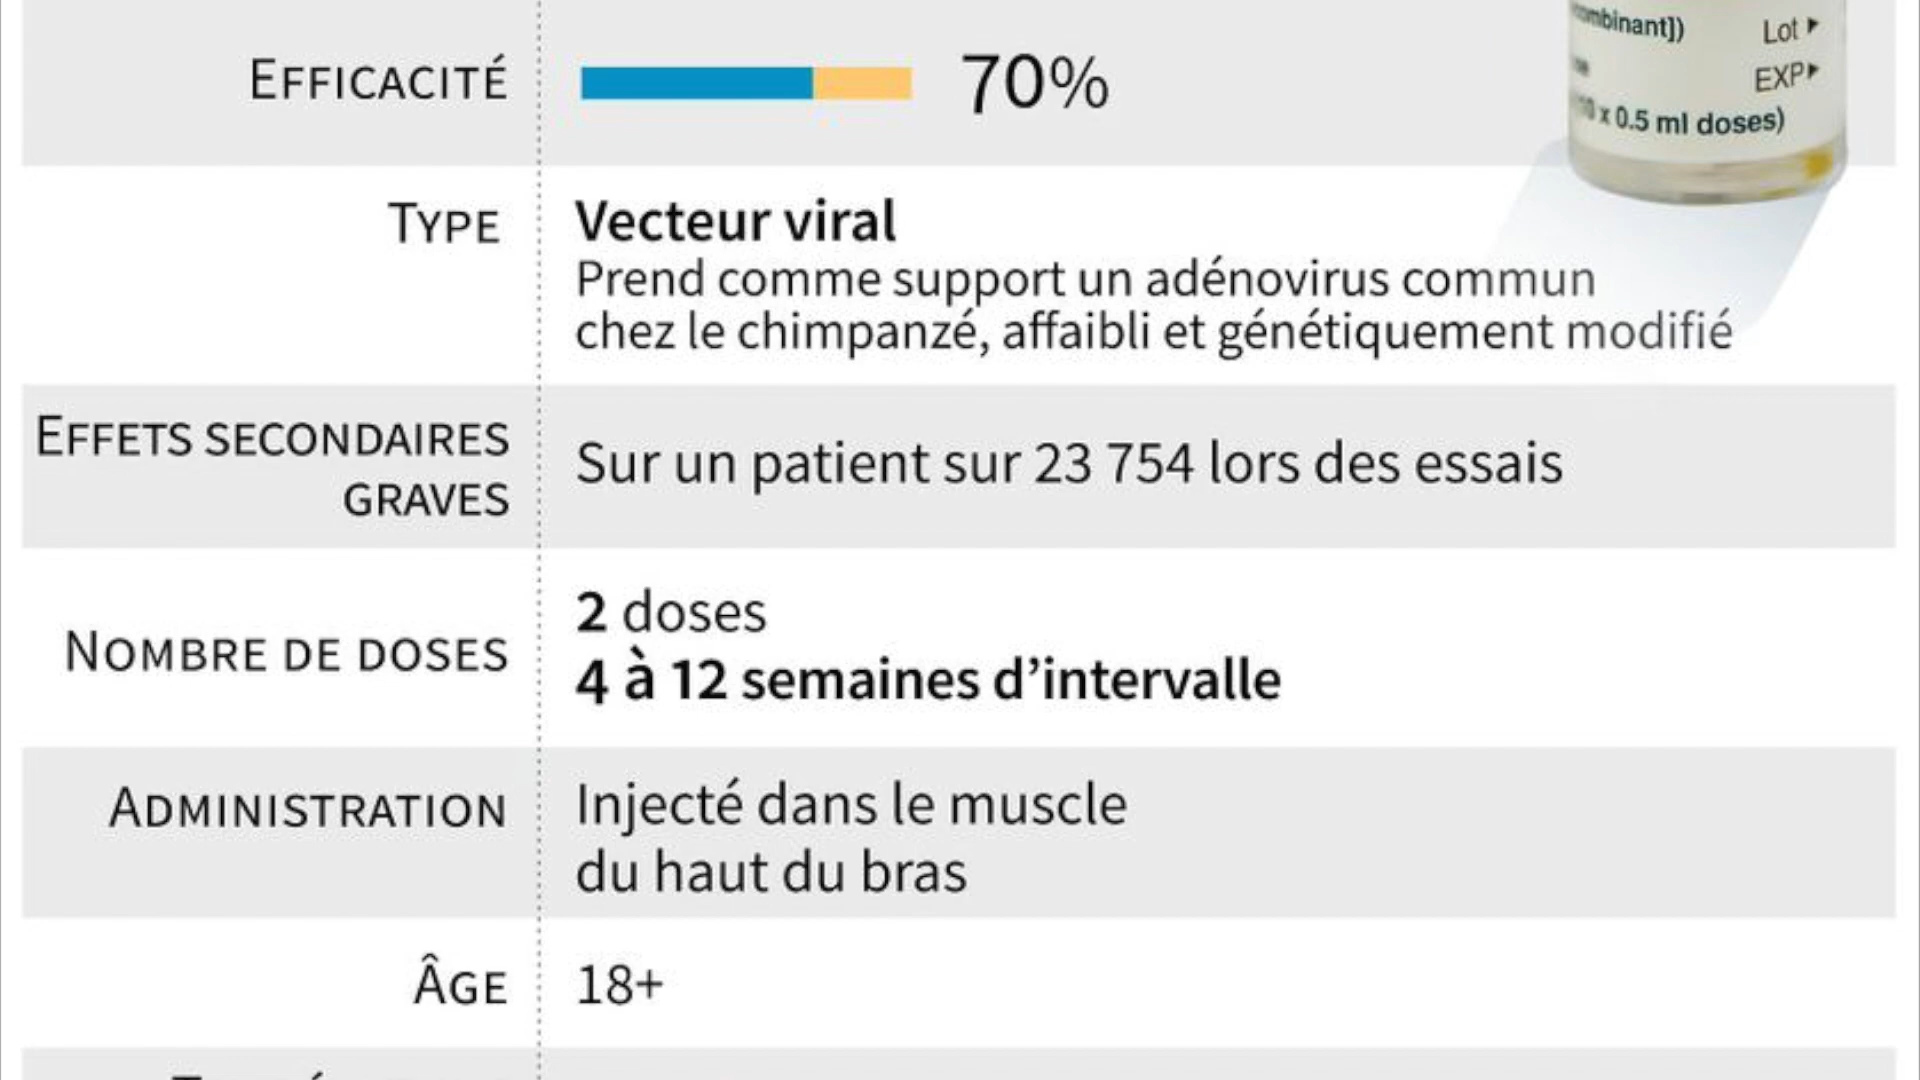 ombinant])
Lot
EXP
x 0.5 ml doses)
EFFICACITÉ
70%
TYPE
Vecteur viral
Prend comme support un adénovirus commun
chez le chimpanzé, affaibli et génétiquement modifié
EFFETS SECONDAIRES
GRAVES
Sur un patient sur 23 754 lors des essais
NOMBRE DE DOSES
2 doses
4 à 12 semaines d’intervalle
ADMINISTRATION
Injecté dans le muscle
du haut du bras
ÂGE
18+